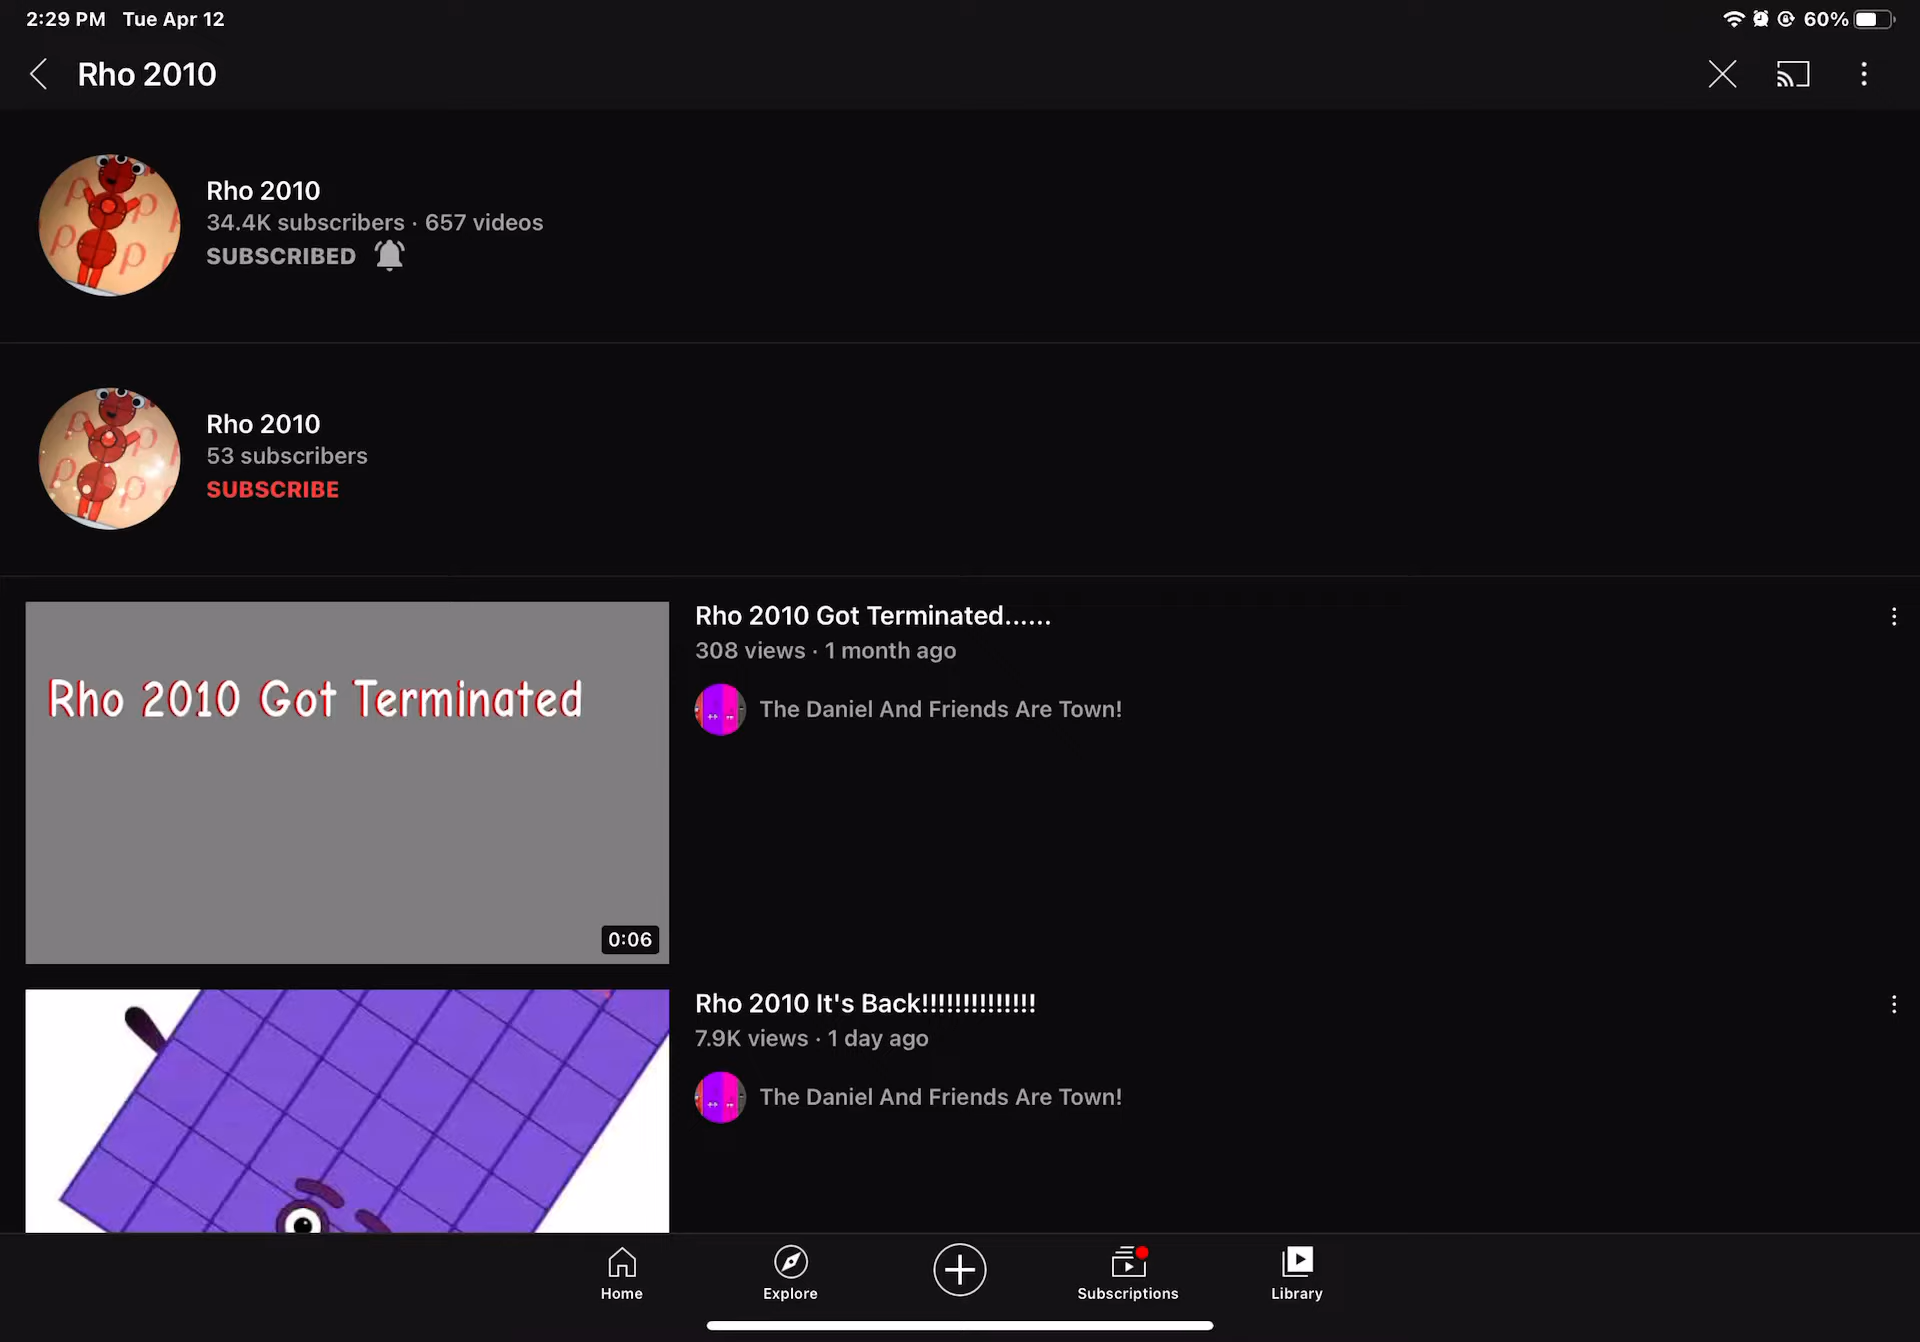 2:29 PM Tue Apr 12
60%
Rho 2010
Rho 2010
34.4K subscribers · 657 videos
SUBSCRIBED
Rho 2010
53 subscribers
SUBSCRIBE
Rho 2010 Got Terminated
0:06
Rho 2010 Got Terminated......
308 views · 1 month ago
The Daniel And Friends Are Town!
Rho 2010 It's Back!!!!!!!!!!!!!!
7.9K views · 1 day ago
The Daniel And Friends Are Town!
Home
Explore
Subscriptions
Library